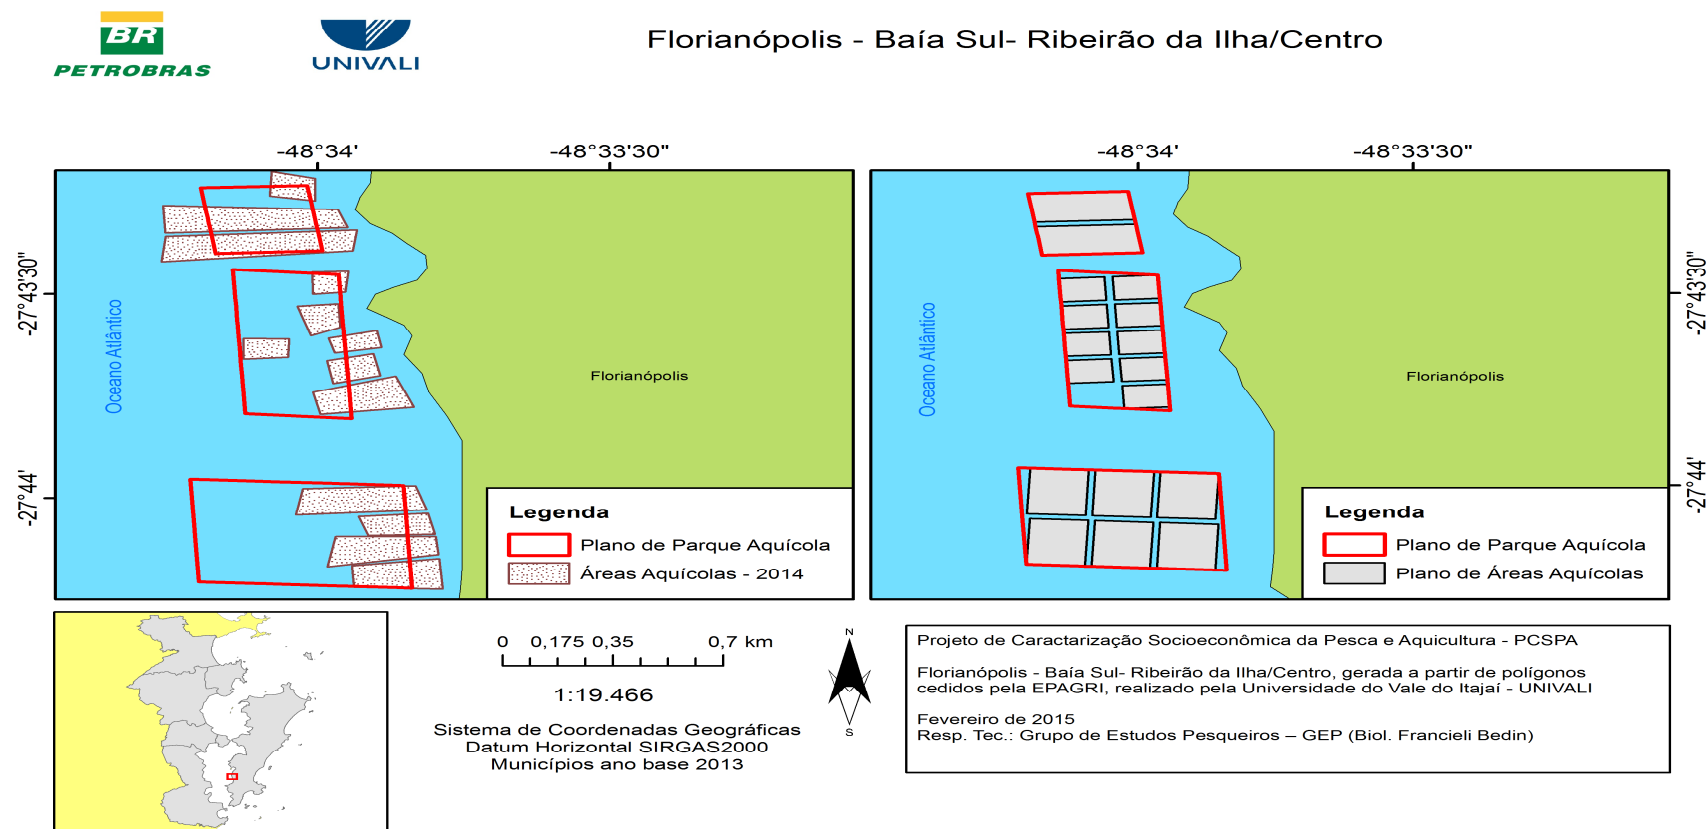 BR
PETROBRAS
UNIVALI
Florianópolis - Baía Sul- Ribeirão da Ilha/Centro
-48°34'
-48°33'30"
-27°43'30"
-27°44'
Oceano Atlântico
Florianópolis
Legenda
Plano de Parque Aquícola
Áreas Aquícolas - 2014
-48°34'
-48°33'30"
Oceano Atlântico
Florianópolis
Legenda
Plano de Parque Aquícola
Plano de Áreas Aquícolas
-27°43'30"
-27°44'
0 0,175 0,35 0,7 km
1:19.466
Sistema de Coordenadas Geográficas
Datum Horizontal SIRGAS2000
Municípios ano base 2013
N
S
Projeto de Caractarização Socioeconômica da Pesca e Aquicultura - PCSPA
Florianópolis - Baía Sul- Ribeirão da Ilha/Centro, gerada a partir de polígonos
cedidos pela EPAGRI, realizado pela Universidade do Vale do Itajaí - UNIVALI
Fevereiro de 2015
Resp. Tec.: Grupo de Estudos Pesqueiros – GEP (Biol. Francieli Bedin)